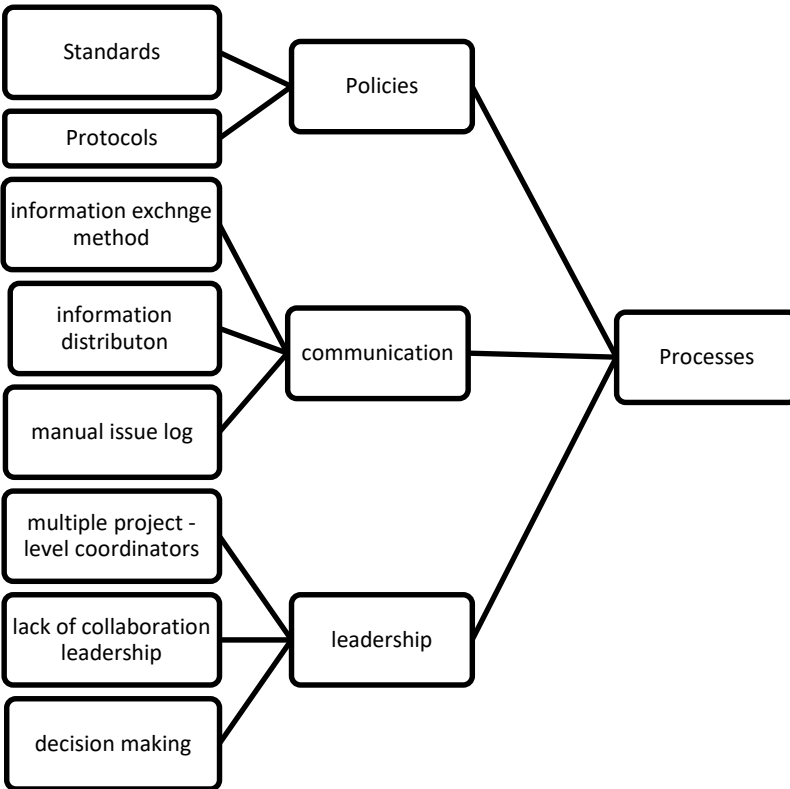 Standards
Policies
Protocols
information exchnge
method
information
distributon
communication
Processes
manual issue log
multiple project -
level coordinators
lack of collaboration
leadership
leadership
decision making